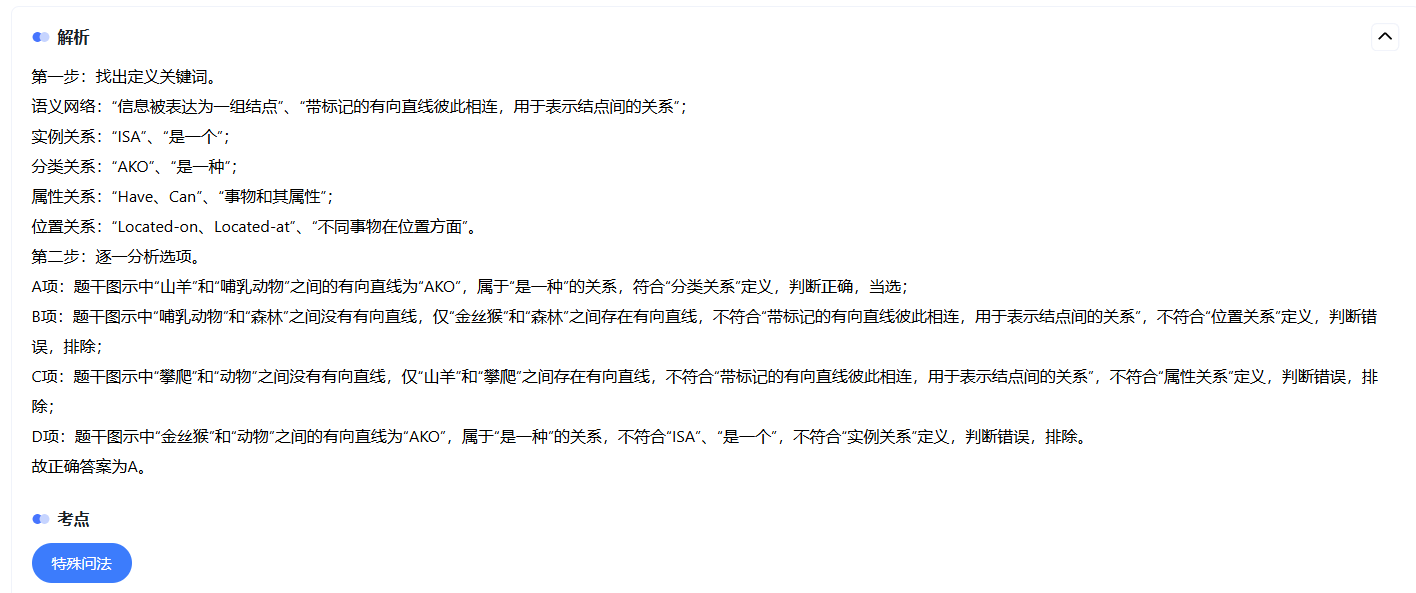 解析
第一步：找出定义关键词。
语义网络：“信息被表达为一组结点”、“带标记的有向直线彼此相连，用于表示结点间的关系”；
实例关系：“ISA”、“是一个”；
分类关系：“AKO”、“是一种”；
属性关系：“Have、Can”、“事物和其属性”；
位置关系：“Located-on、Located-at”、“不同事物在位置方面”。
第二步：逐一分析选项。
A项：题干图示中“山羊”和“哺乳动物”之间的有向直线为“AKO”，属于“是一种”的关系，符合“分类关系”定义，判断正确，当选；
B项：题干图示中“哺乳动物”和“森林”之间没有有向直线，仅“金丝猴”和“森林”之间存在有向直线，不符合“带标记的有向直线彼此相连，用于表示结点间的关系”，不符合“位置关系”定义，判断错
误，排除；
C项：题干图示中“攀爬”和“动物”之间没有有向直线，仅“山羊”和“攀爬”之间存在有向直线，不符合“带标记的有向直线彼此相连，用于表示结点间的关系”，不符合“属性关系”定义，判断错误，排
除；
D项：题干图示中“金丝猴”和“动物”之间的有向直线为“AKO”，属于“是一种”的关系，不符合“ISA”、“是一个”，不符合“实例关系”定义，判断错误，排除。
故正确答案为A。
考点
特殊问法